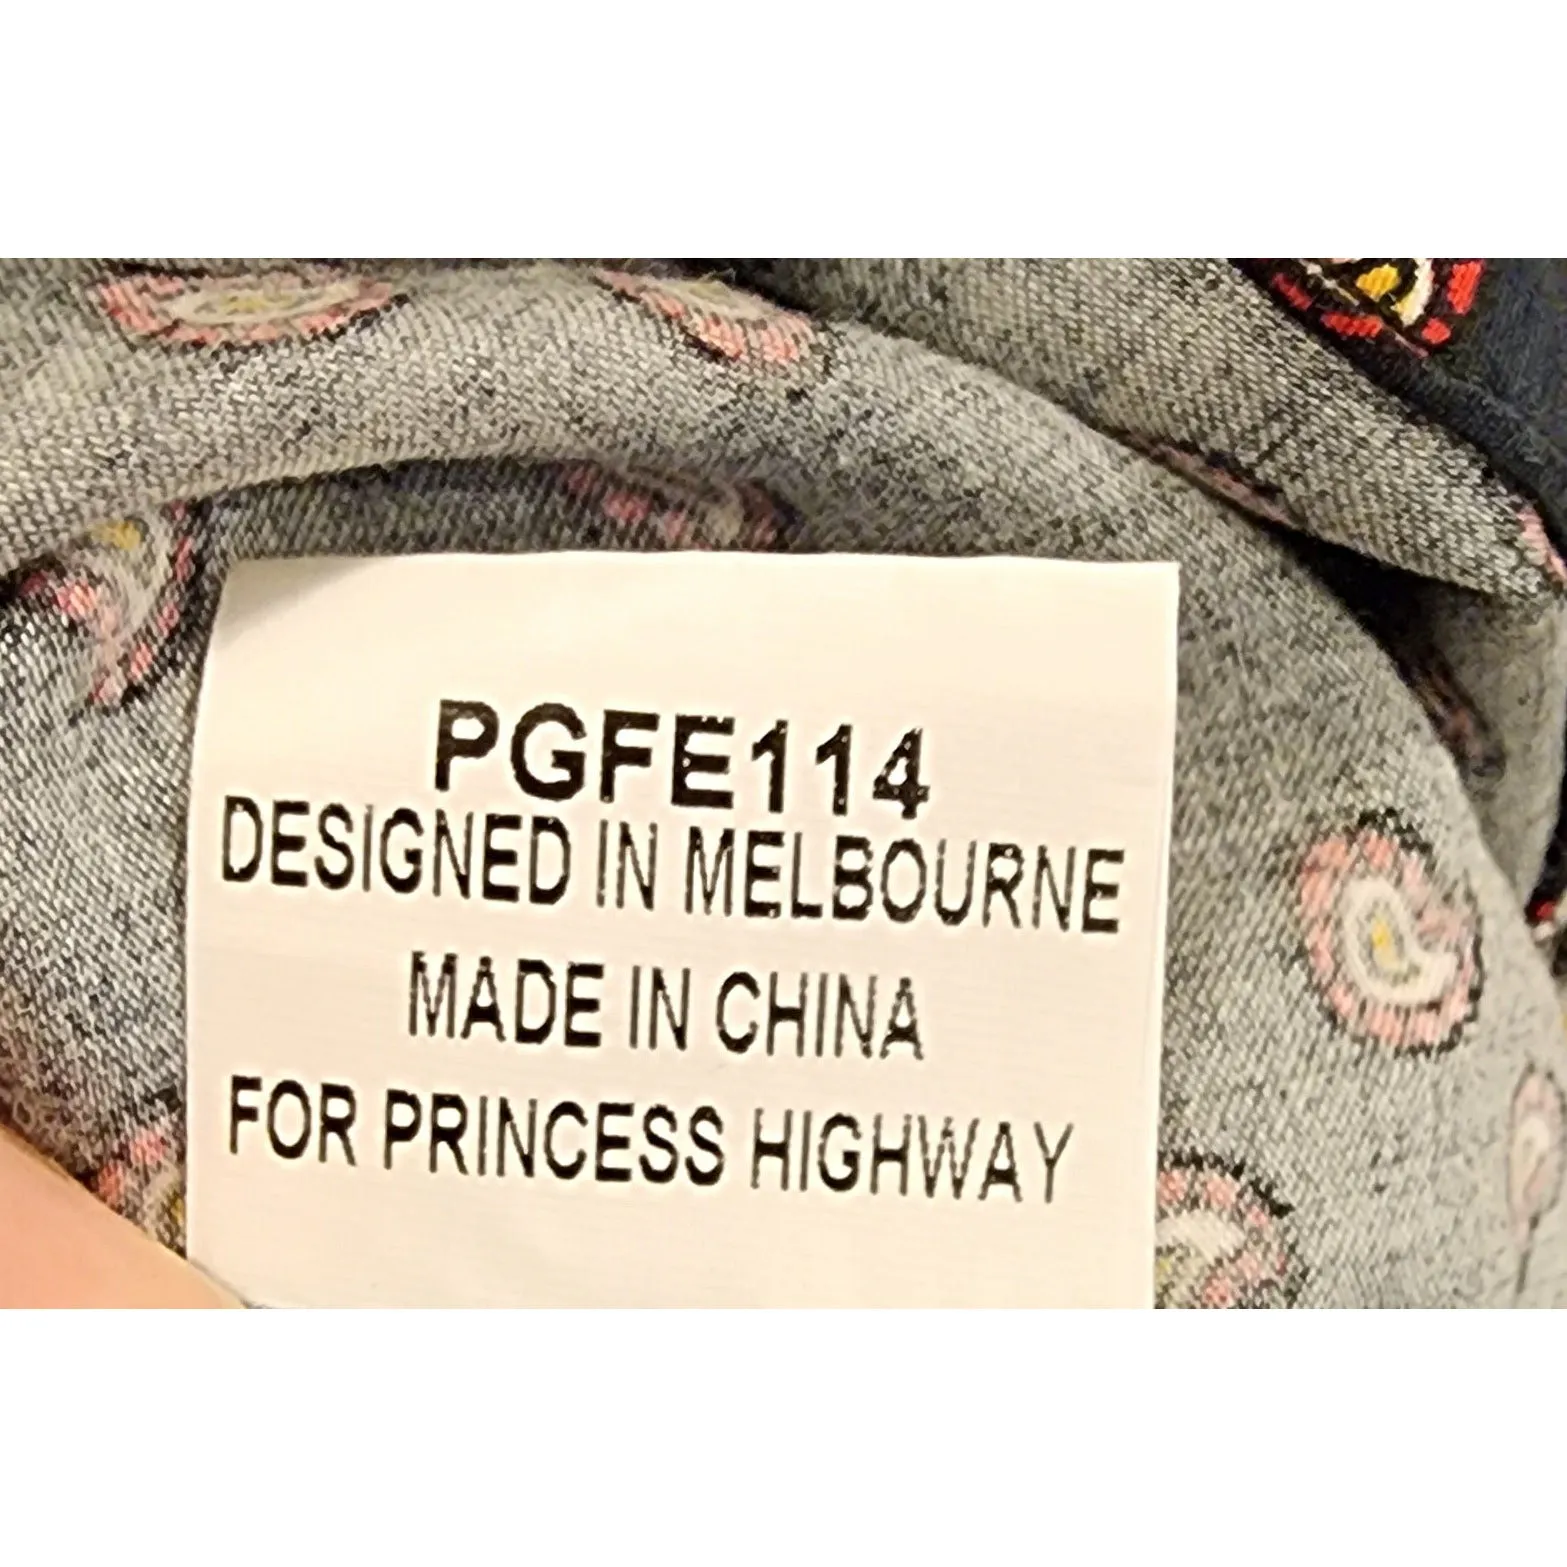 PGFE114
DESIGNED IN MELBOURNE
MADE IN CHINA
FOR PRINCESS HIGHWAY